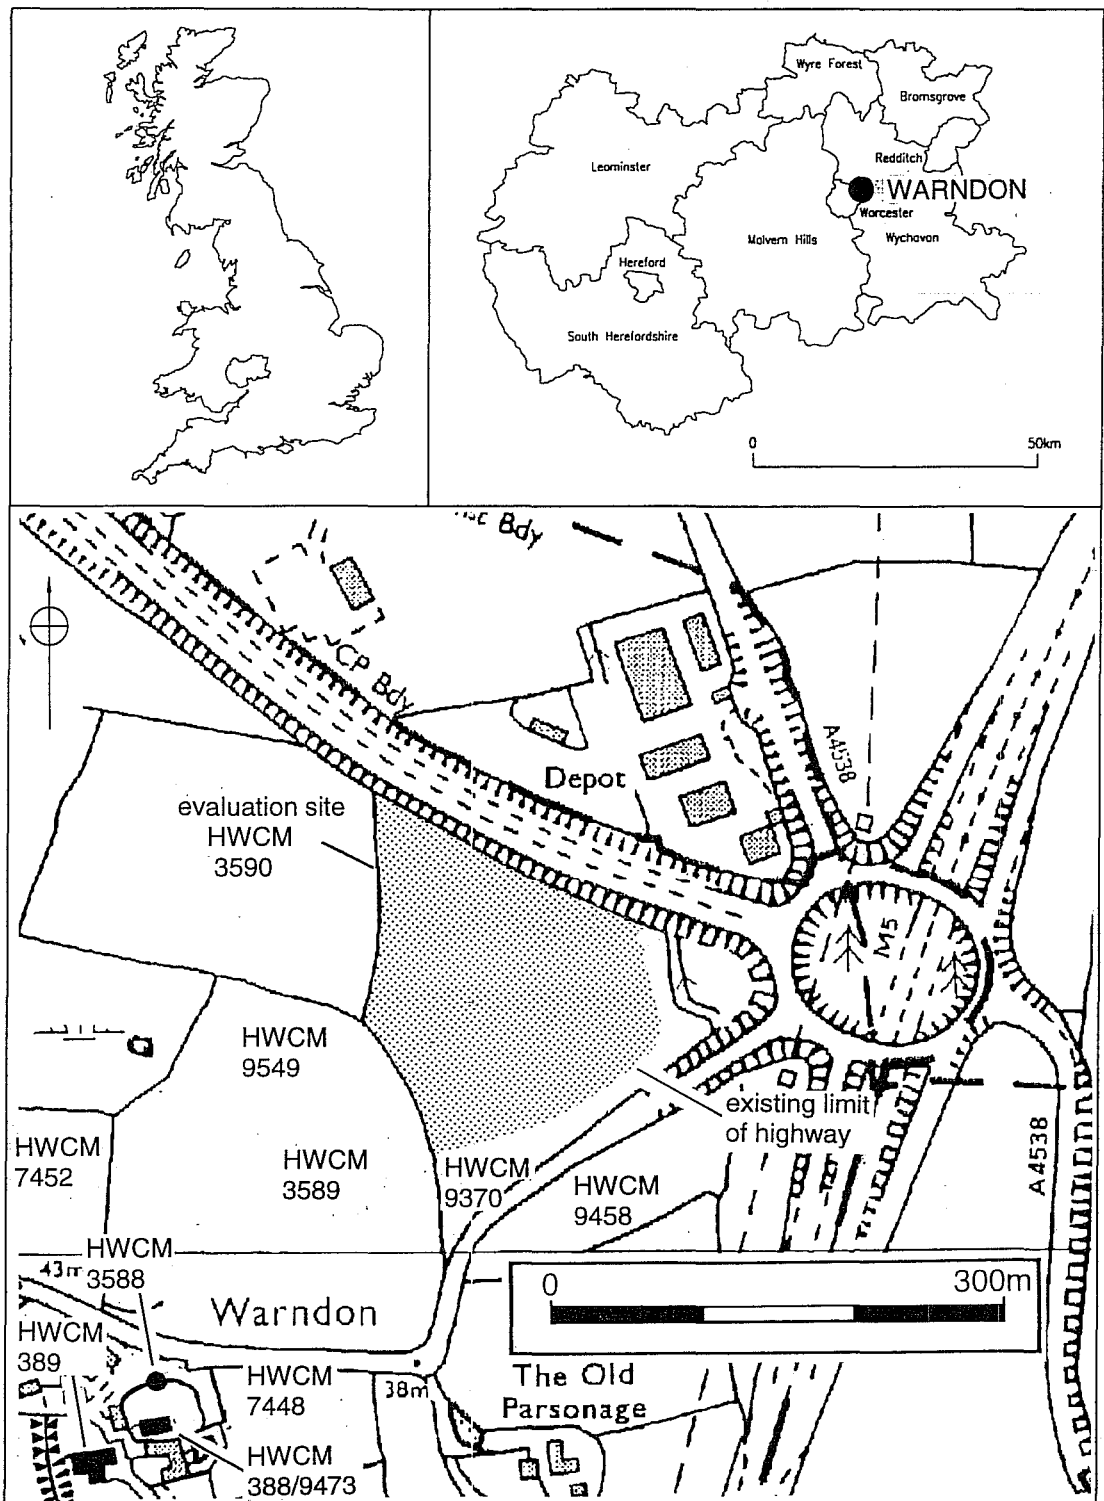 Wyre Forest
Bromsgrove
Leominster
Redditch
WARNDON
Worcester
Malvern Hills
Wychavon
Hereford
South Herefordshire
0
50km
Bdy
CP Bdy
A4538
Depot
evaluation site
HWCM
3590
M5
HWCM
9549
existing limit
of highway
A4538
HWCM
7452
HWCM
3589
HWCM
9370
HWCM
9458
HWCM
3588
43m
0
300m
Warndon
HWCM
389
HWCM
7448
38m
The Old
Parsonage
HWCM
388/9473